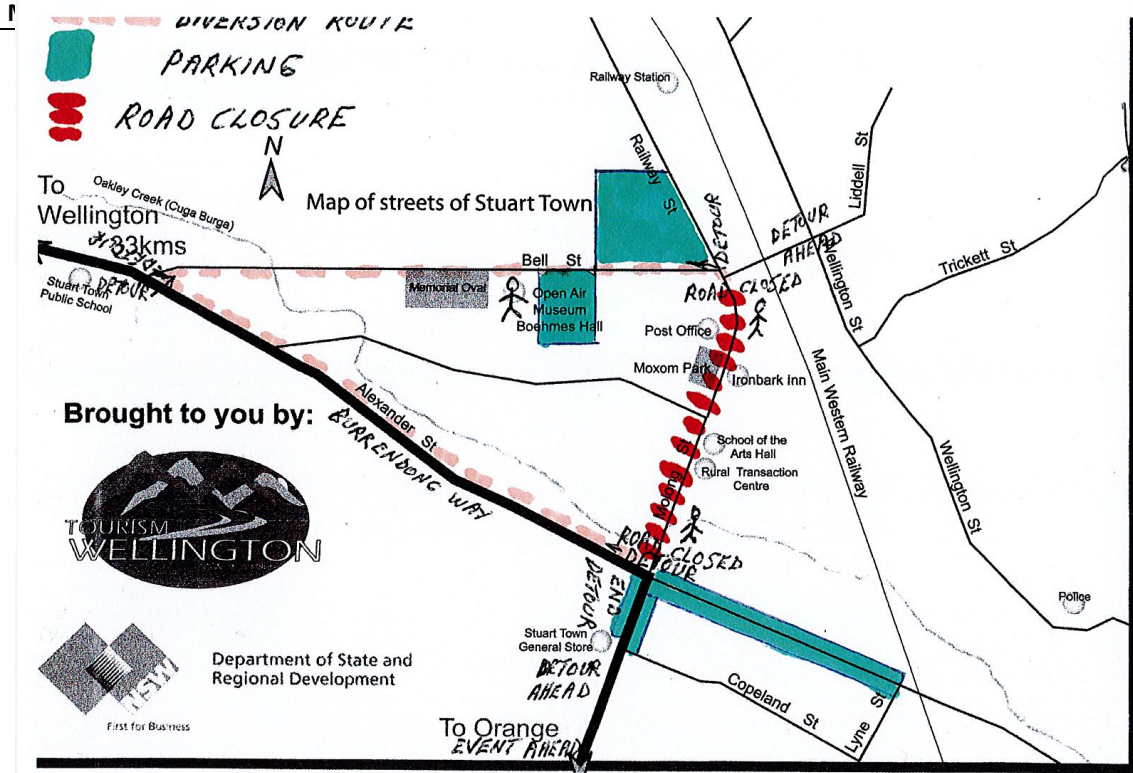 DIVERSION ROUTE
PARKING
ROAD CLOSURE
N
Railway Station
Railway St
Liddell St
To
Wellington
33kms
Oakley Creek (Cuga Burga)
Map of streets of Stuart Town
DETOUR
DETOUR
AHEAD
Wellington St
Trickett St
Stuart Town
Public School
DETOUR
Bell St
Memorial Oval
Open Air
Museum
Boehmes Hall
ROAD CLOSED
Post Office
Moxom Park
Ironbark Inn
Main Western Railway
Alexander St
BURRENDONG WAY
Brought to you by:
School of the
Arts Hall
Rural Transaction
Centre
Molong St
Wellington St
TOURISM
WELLINGTON
ROAD CLOSED
DETOUR
END
DETOUR
Police
Stuart Town
General Store
DETOUR
AHEAD
NSW
First for Business
Department of State and
Regional Development
Copeland St
Lyne St
To Orange
EVENT AHEAD